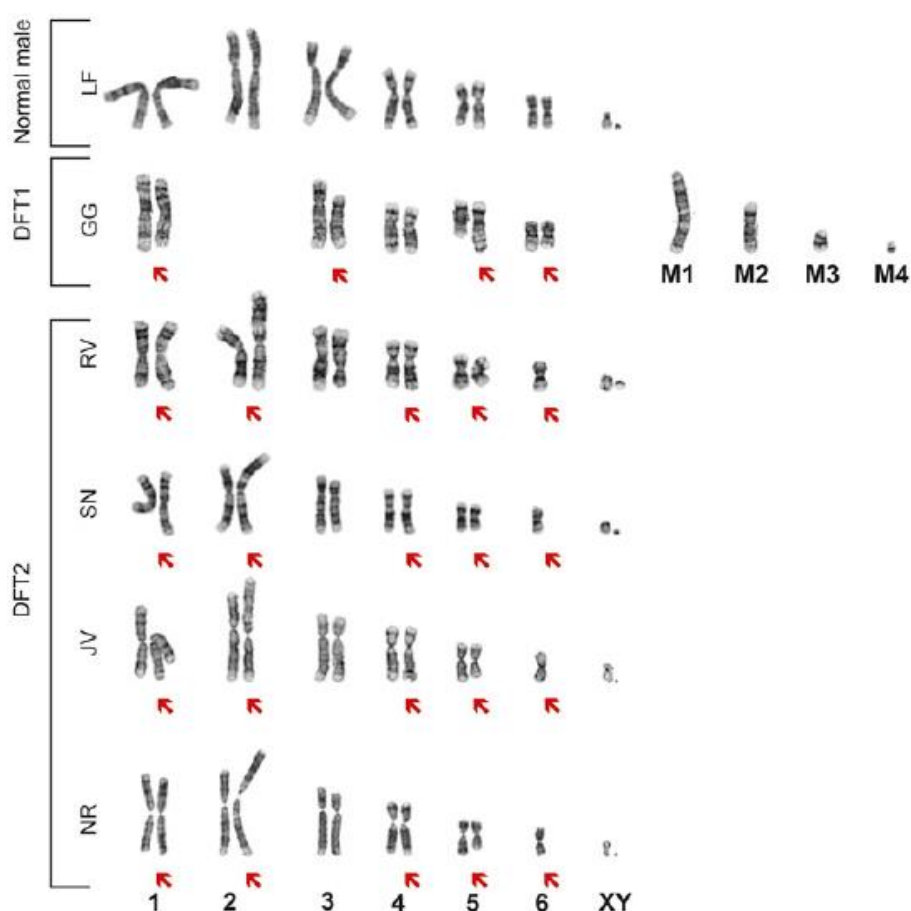 Normal male
LF
DFT1
GG
M1 M2 M3 M4
DFT2
RV
SN
JV
NR
1 2 3 4 5 6 XY